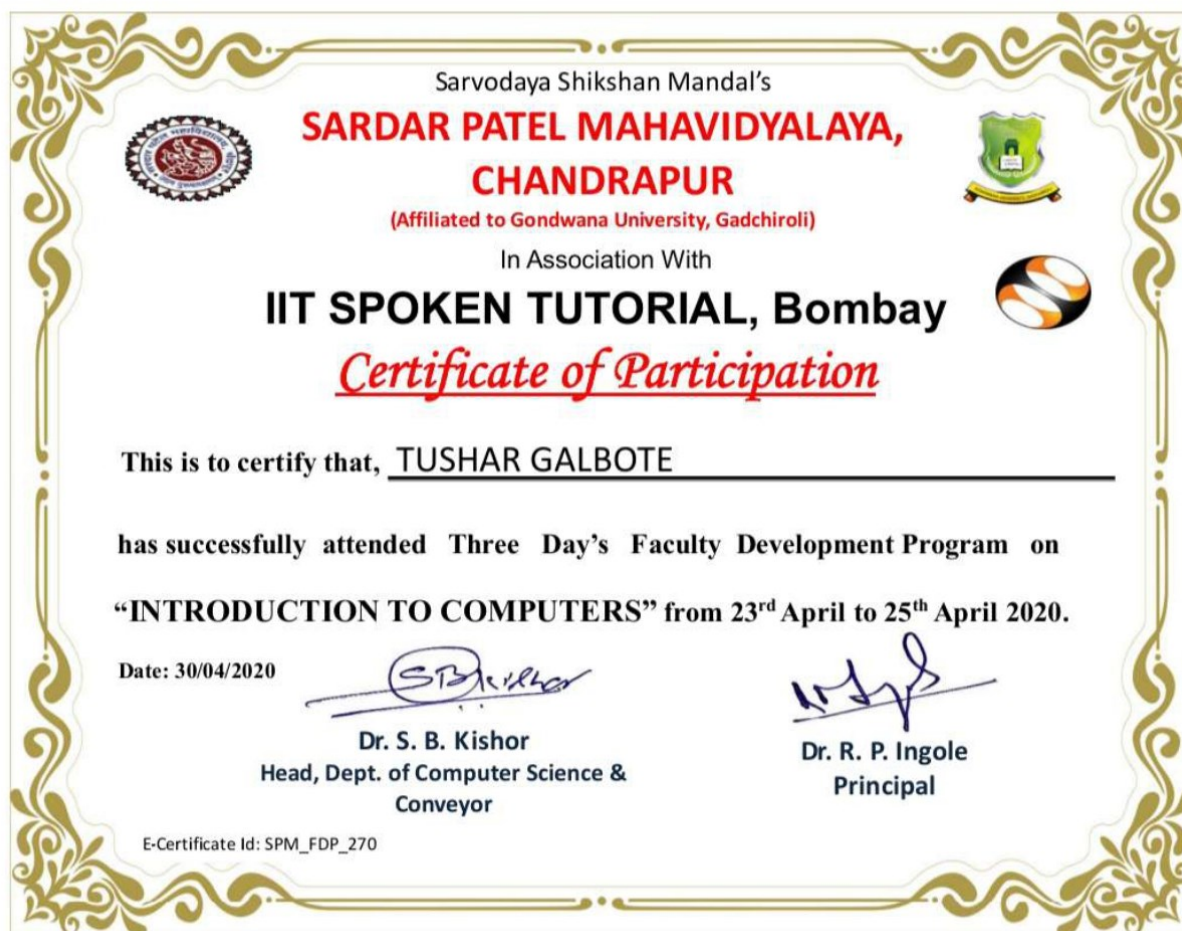 Sarvodaya Shikshan Mandal's
SARDAR PATEL MAHAVIDYALAYA,
CHANDRAPUR
(Affiliated to Gondwana University, Gadchiroli)
In Association With
IIT SPOKEN TUTORIAL, Bombay
Certificate of Participation
This is to certify that, TUSHAR GALBOTE
has successfully attended Three Day's Faculty Development Program on
“INTRODUCTION TO COMPUTERS” from 23rd April to 25th April 2020.
Date: 30/04/2020
SBKishor
Dr. S. B. Kishor
Head, Dept. of Computer Science &
Conveyor
Dr. R. P. Ingole
Principal
E-Certificate Id: SPM_FDP_270